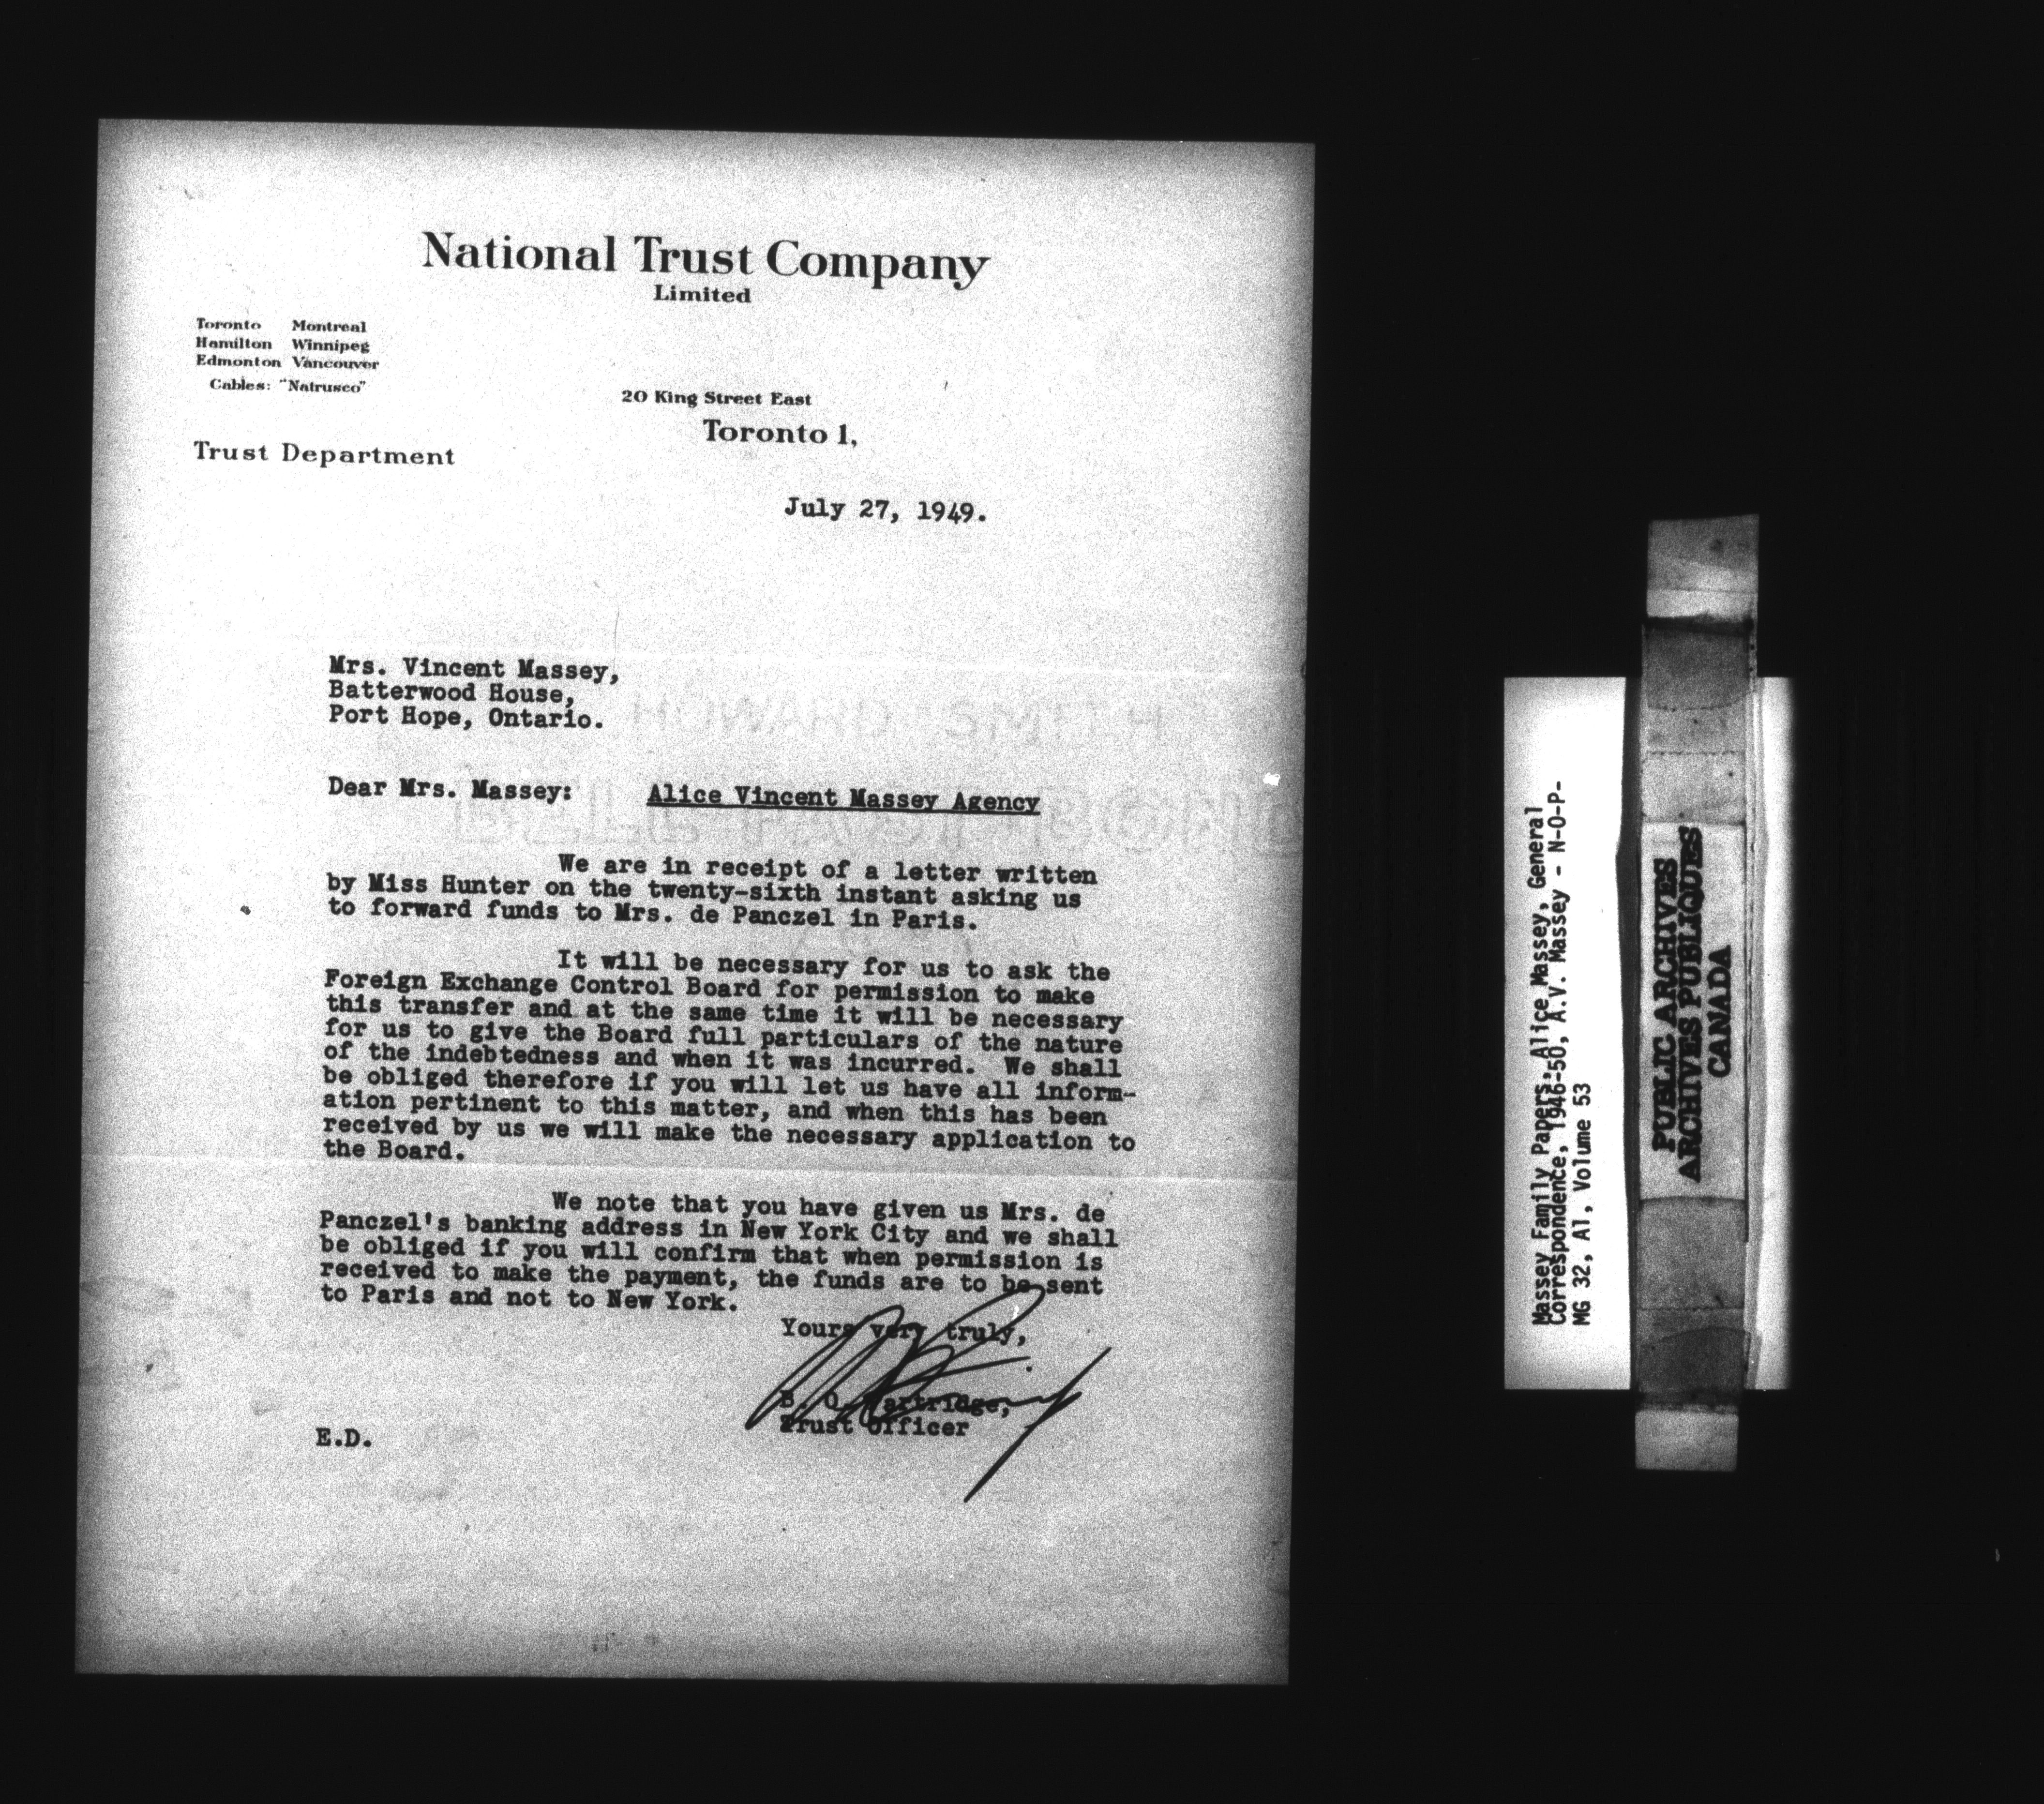 National Trust Company
Limited
Toronto Montreal
Hamilton Winnipeg
Edmonton Vancouver
Cables: "Natrusco"
20 King Street East
Toronto 1,
Trust Department
July 27, 1949.
Mrs. Vincent Massey,
Batterwood House,
Port Hope, Ontario.
Dear Mrs. Massey: Alice Vincent Massey Agency
We are in receipt of a letter written
by Miss Hunter on the twenty-sixth instant asking us
to forward funds to Mrs. de Panczel in Paris.
It will be necessary for us to ask the
Foreign Exchange Control Board for permission to make
this transfer and at the same time it will be necessary
for us to give the Board full particulars of the nature
of the indebtedness and when it was incurred. We shall
be obliged therefore if you will let us have all inform-
ation pertinent to this matter, and when this has been
received by us we will make the necessary application to
the Board.
We note that you have given us Mrs. de
Panczel's banking address in New York City and we shall
be obliged if you will confirm that when permission is
received to make the payment, the funds are to be sent
to Paris and not to New York.
Yours very truly,
B. O. Partridge,
Trust Officer
E.D.
Massey Family Papers, Alice Massey, General
Correspondence, 1946-50, A.V. Massey - N-O-P-
MG 32, A1, Volume 53
PUBLIC ARCHIVES
ARCHIVES PUBLIQUES
CANADA